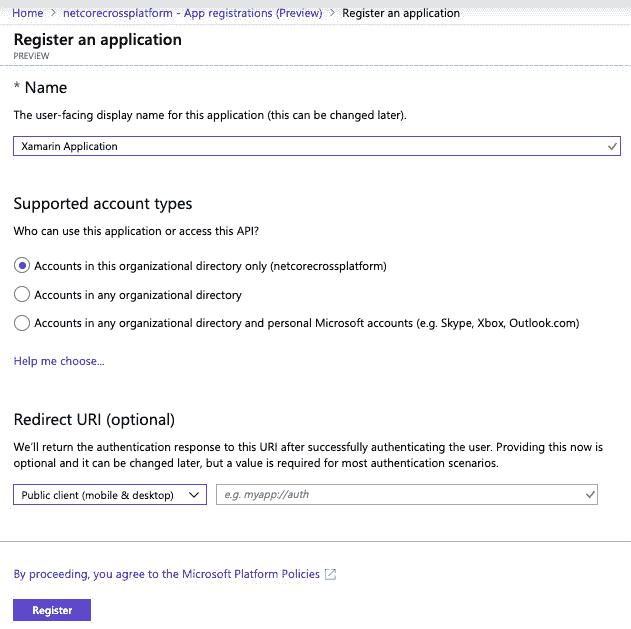 Home > netcorecrossplatform - App registrations (Preview) > Register an application
Register an application
PREVIEW
* Name
The user-facing display name for this application (this can be changed later).
Xamarin Application
Supported account types
Who can use this application or access this API?
Accounts in this organizational directory only (netcorecrossplatform)
Accounts in any organizational directory
Accounts in any organizational directory and personal Microsoft accounts (e.g. Skype, Xbox, Outlook.com)
Help me choose...
Redirect URI (optional)
We'll return the authentication response to this URI after successfully authenticating the user. Providing this now is
optional and it can be changed later, but a value is required for most authentication scenarios.
Public client (mobile & desktop) e.g. myapp://auth
By proceeding, you agree to the Microsoft Platform Policies
Register